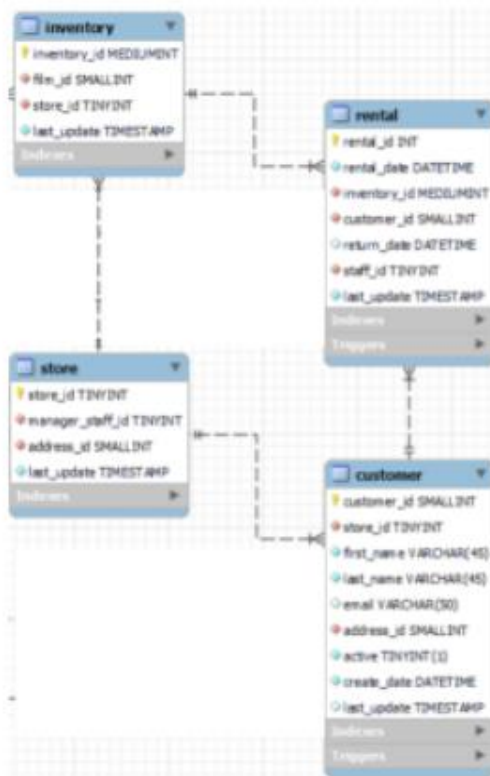 inventory
inventory_id MEDIUMINT
film_id SMALLINT
store_id TINYINT
last_update TIMESTAMP
Indexes
rental
rental_id INT
rental_date DATETIME
inventory_id MEDIUMINT
customer_id SMALLINT
return_date DATETIME
staff_id TINYINT
last_update TIMESTAMP
Indexes
Triggers
store
store_id TINYINT
manager_staff_id TINYINT
address_id SMALLINT
last_update TIMESTAMP
Indexes
customer
customer_id SMALLINT
store_id TINYINT
first_name VARCHAR(45)
last_name VARCHAR(45)
email VARCHAR(50)
address_id SMALLINT
active TINYINT(1)
create_date DATETIME
last_update TIMESTAMP
Indexes
Triggers